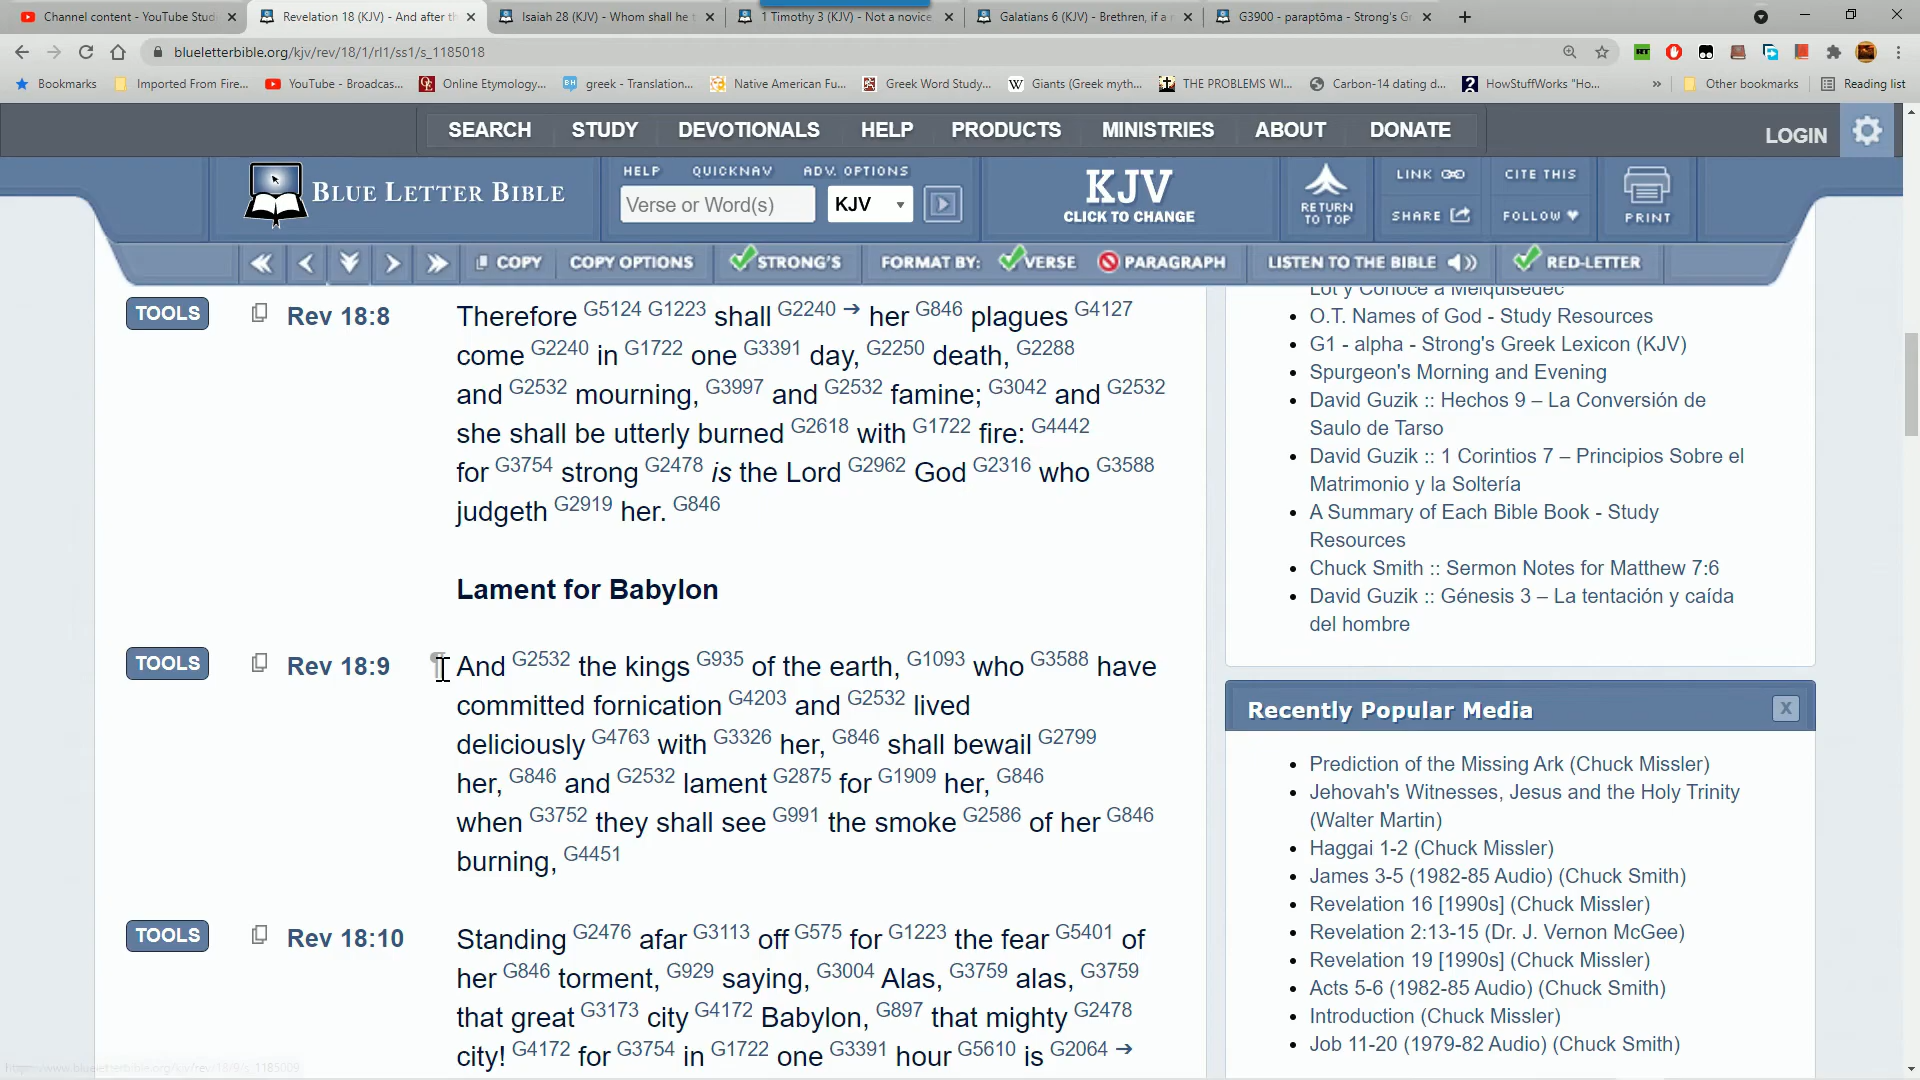 Channel content - YouTube Stud
Revelation 18 (KJV) - And after th
Isaiah 28 (KJV) - Whom shall he t
1 Timothy 3 (KJV) - Not a novice
Galatians 6 (KJV) - Brethren, if a
G3900 - paraptōma - Strong's Gr
blueletterbible.org/kjv/rev/18/1/rl1/ss1/s_1185018
Bookmarks
Imported From Fire...
YouTube - Broadcas...
Online Etymology...
greek - Translation...
Native American Fu...
Greek Word Study...
Giants (Greek myth...
THE PROBLEMS WI...
Carbon-14 dating d...
HowStuffWorks "Ho...
»
Other bookmarks
Reading list
SEARCH STUDY DEVOTIONALS HELP PRODUCTS MINISTRIES ABOUT DONATE
LOGIN
BLUE LETTER BIBLE
HELP QUICKNAV ADV. OPTIONS
Verse or Word(s)
KJV
KJV
CLICK TO CHANGE
RETURN
TO TOP
LINK
CITE THIS
SHARE
FOLLOW
PRINT
COPY
COPY OPTIONS
STRONG'S
FORMAT BY: VERSE PARAGRAPH
LISTEN TO THE BIBLE
RED-LETTER
TOOLS
Rev 18:8
Therefore G5124 G1223 shall G2240 → her G846 plagues G4127
come G2240 in G1722 one G3391 day, G2250 death, G2288
and G2532 mourning, G3997 and G2532 famine; G3042 and G2532
she shall be utterly burned G2618 with G1722 fire: G4442
for G3754 strong G2478 is the Lord G2962 God G2316 who G3588
judgeth G2919 her. G846
Lament for Babylon
TOOLS
Rev 18:9
¶ And G2532 the kings G935 of the earth, G1093 who G3588 have
committed fornication G4203 and G2532 lived
deliciously G4763 with G3326 her, G846 shall bewail G2799
her, G846 and G2532 lament G2875 for G1909 her, G846
when G3752 they shall see G991 the smoke G2586 of her G846
burning, G4451
TOOLS
Rev 18:10
Standing G2476 afar G3113 off G575 for G1223 the fear G5401 of
her G846 torment, G929 saying, G3004 Alas, G3759 alas, G3759
that great G3173 city G4172 Babylon, G897 that mighty G2478
city! G4172 for G3754 in G1722 one G3391 hour G5610 is G2064 →
Lot y Conoce a Melquisedec
O.T. Names of God - Study Resources
G1 - alpha - Strong's Greek Lexicon (KJV)
Spurgeon's Morning and Evening
David Guzik :: Hechos 9 – La Conversión de
Saulo de Tarso
David Guzik :: 1 Corintios 7 – Principios Sobre el
Matrimonio y la Soltería
A Summary of Each Bible Book - Study
Resources
Chuck Smith :: Sermon Notes for Matthew 7:6
David Guzik :: Génesis 3 – La tentación y caída
del hombre
Recently Popular Media
X
Prediction of the Missing Ark (Chuck Missler)
Jehovah's Witnesses, Jesus and the Holy Trinity
(Walter Martin)
Haggai 1-2 (Chuck Missler)
James 3-5 (1982-85 Audio) (Chuck Smith)
Revelation 16 [1990s] (Chuck Missler)
Revelation 2:13-15 (Dr. J. Vernon McGee)
Revelation 19 [1990s] (Chuck Missler)
Acts 5-6 (1982-85 Audio) (Chuck Smith)
Introduction (Chuck Missler)
Job 11-20 (1979-82 Audio) (Chuck Smith)